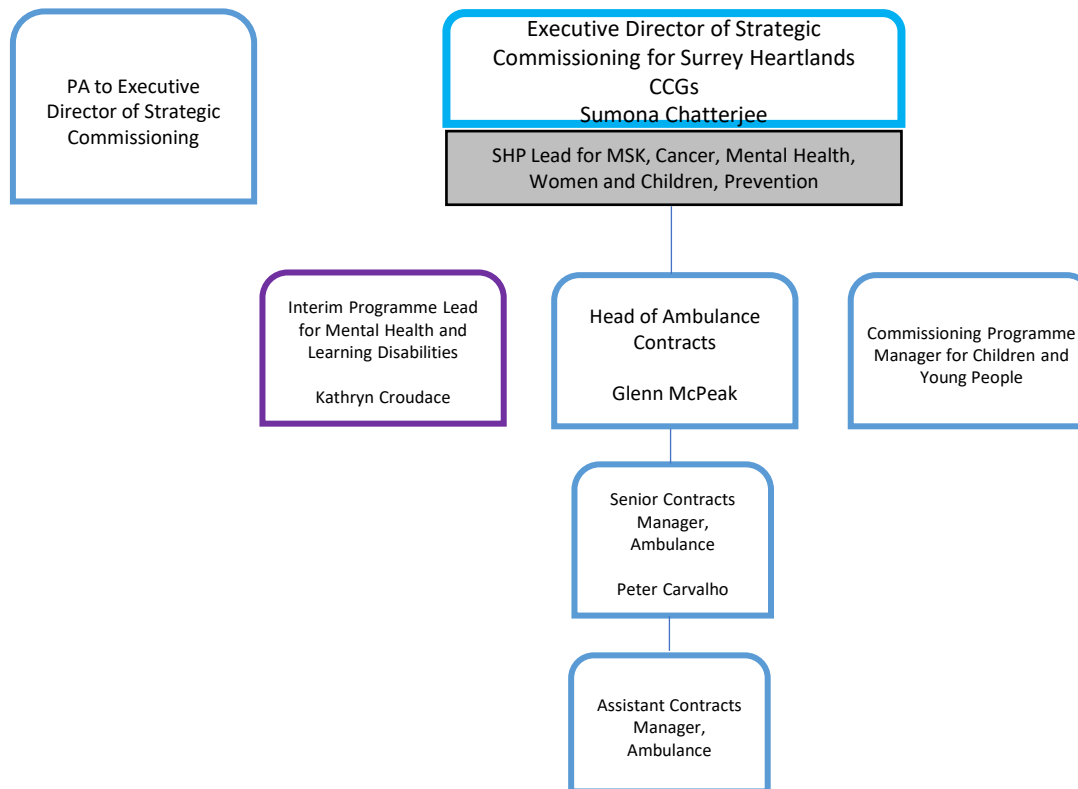 PA to Executive
Director of Strategic
Commissioning
Executive Director of Strategic
Commissioning for Surrey Heartlands
CCGs
Sumona Chatterjee
SHP Lead for MSK, Cancer, Mental Health,
Women and Children, Prevention
Interim Programme Lead
for Mental Health and
Learning Disabilities
Kathryn Croudace
Head of Ambulance
Contracts
Glenn McPeak
Commissioning Programme
Manager for Children and
Young People
Senior Contracts
Manager,
Ambulance
Peter Carvalho
Assistant Contracts
Manager,
Ambulance